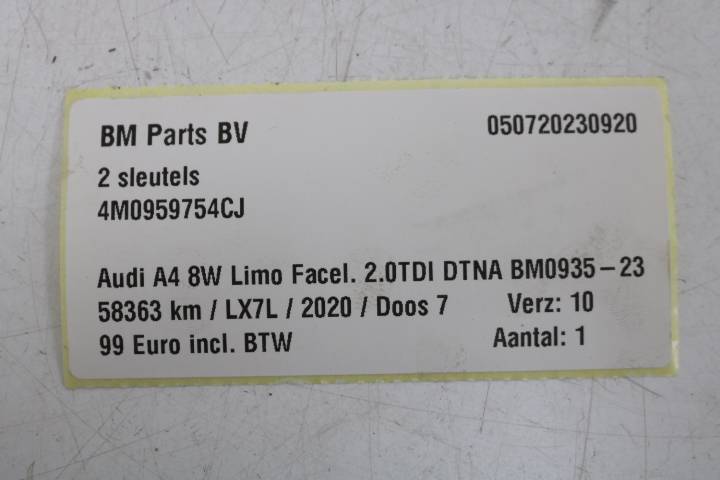 BM Parts BV 050720230920
2 sleutels
4M0959754CJ
Audi A4 8W Limo Facel. 2.0TDI DTNA BM0935-23
58363 km / LX7L / 2020 / Doos 7 Verz: 10
99 Euro incl. BTW Aantal: 1